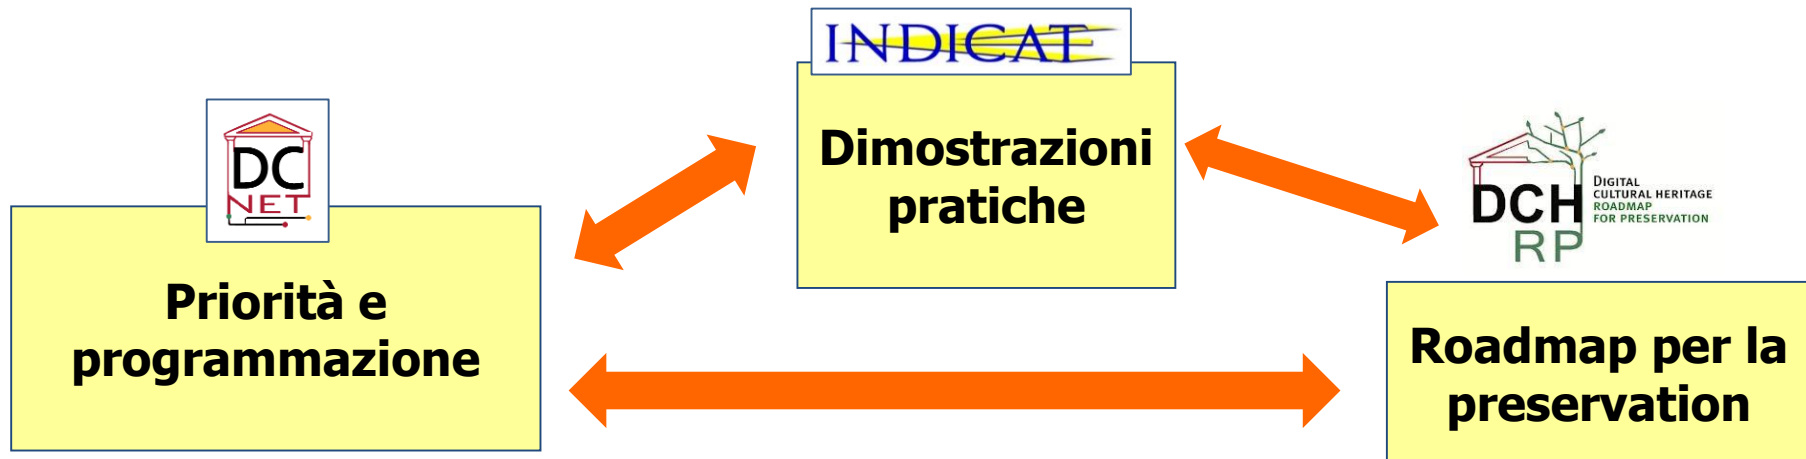 INDICATE
Dimostrazioni
pratiche
DC
NET
Priorità e
programmazione
DCH
RP
DIGITAL
CULTURAL HERITAGE
ROADMAP
FOR PRESERVATION
Roadmap per la
preservation